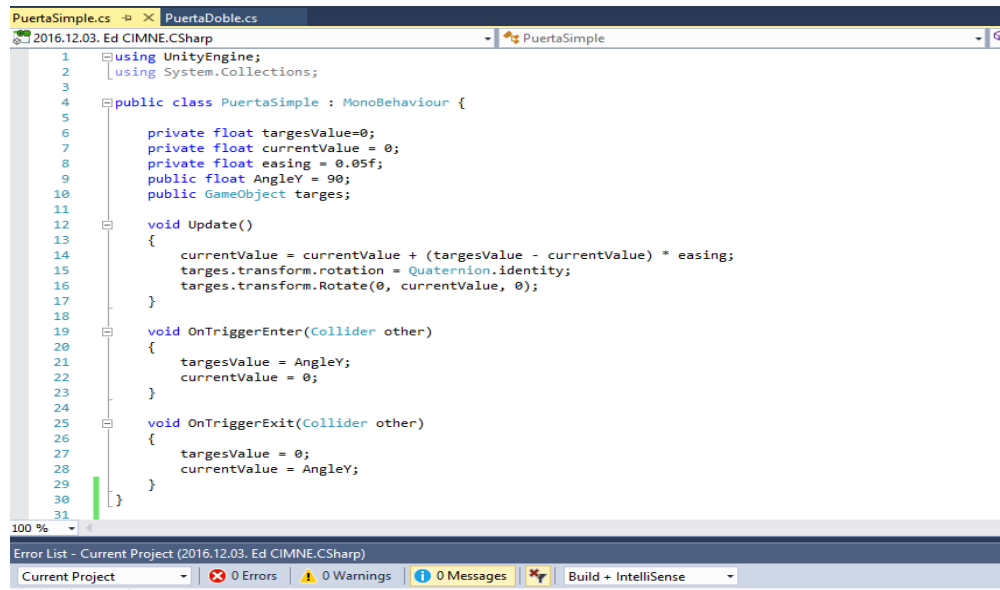 PuertaSimple.cs PuertaDoble.cs
2016.12.03. Ed CIMNE.CSharp PuertaSimple
1 using UnityEngine;
2 using System.Collections;
3
4 public class PuertaSimple : MonoBehaviour {
5
6 private float targesValue=0;
7 private float currentValue = 0;
8 private float easing = 0.05f;
9 public float AngleY = 90;
10 public GameObject targes;
11
12 void Update()
13 {
14 currentValue = currentValue + (targesValue - currentValue) * easing;
15 targes.transform.rotation = Quaternion.identity;
16 targes.transform.Rotate(0, currentValue, 0);
17 }
18
19 void OnTriggerEnter(Collider other)
20 {
21 targesValue = AngleY;
22 currentValue = 0;
23 }
24
25 void OnTriggerExit(Collider other)
26 {
27 targesValue = 0;
28 currentValue = AngleY;
29 }
30 }
31
100 %
Error List - Current Project (2016.12.03. Ed CIMNE.CSharp)
Current Project 0 Errors 0 Warnings 0 Messages Build + IntelliSense